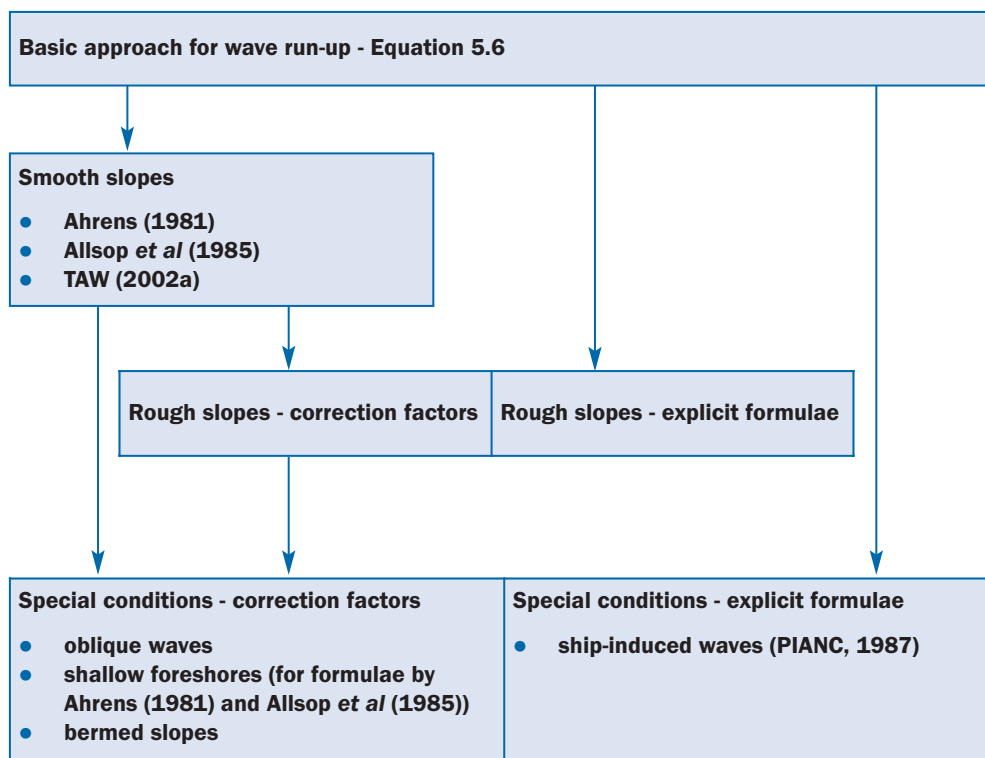 Basic approach for wave run-up - Equation 5.6
Smooth slopes
● Ahrens (1981)
● Allsop et al (1985)
● TAW (2002a)
Rough slopes - correction factors
Rough slopes - explicit formulae
Special conditions - correction factors
● oblique waves
● shallow foreshores (for formulae by
Ahrens (1981) and Allsop et al (1985))
● bermed slopes
Special conditions - explicit formulae
● ship-induced waves (PIANC, 1987)